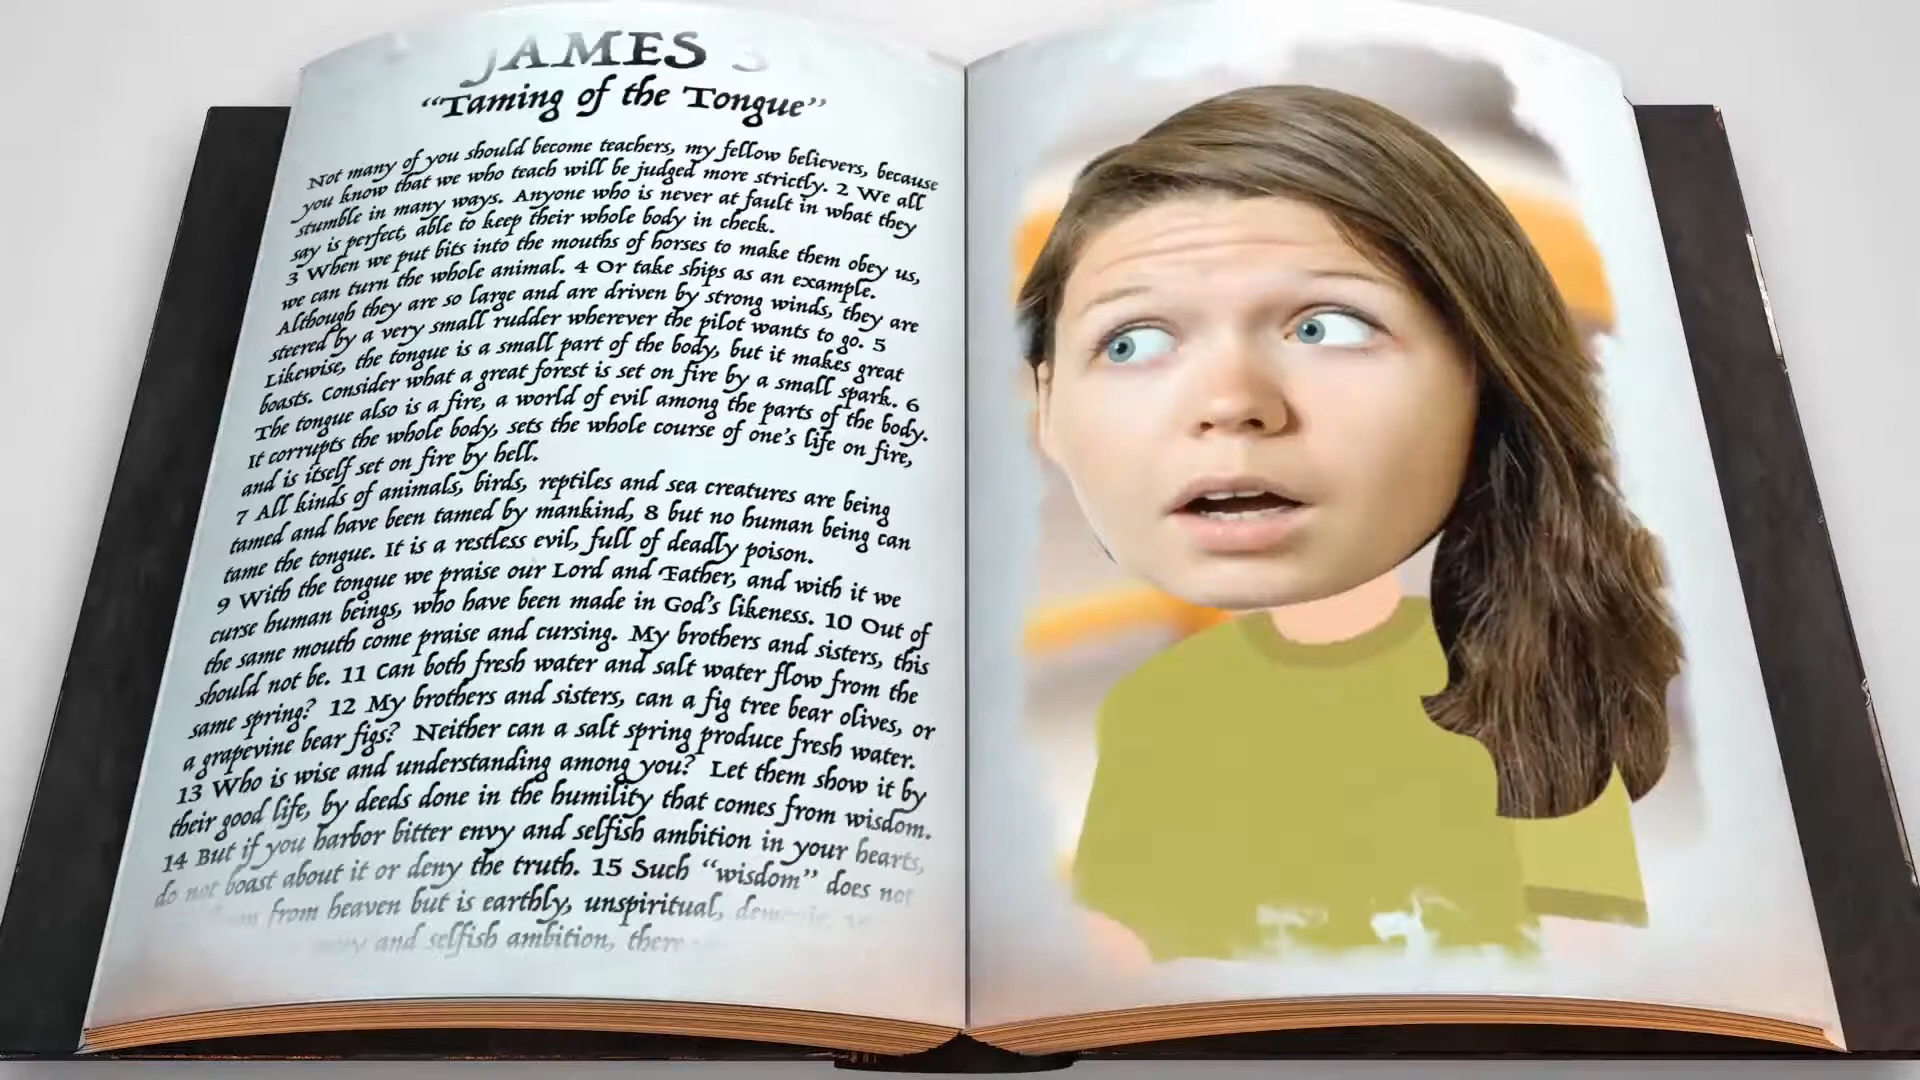 JAMES 3
“Taming of the Tongue”
Not many of you should become teachers, my fellow believers, because
you know that we who teach will be judged more strictly. 2 We all
stumble in many ways. Anyone who is never at fault in what they
say is perfect, able to keep their whole body in check.
3 When we put bits into the mouths of horses to make them obey us,
we can turn the whole animal. 4 Or take ships as an example.
Although they are so large and are driven by strong winds, they are
steered by a very small rudder wherever the pilot wants to go. 5
Likewise, the tongue is a small part of the body, but it makes great
boasts. Consider what a great forest is set on fire by a small spark. 6
The tongue also is a fire, a world of evil among the parts of the body.
It corrupts the whole body, sets the whole course of one’s life on fire,
and is itself set on fire by hell.
7 All kinds of animals, birds, reptiles and sea creatures are being
tamed and have been tamed by mankind, 8 but no human being can
tame the tongue. It is a restless evil, full of deadly poison.
9 With the tongue we praise our Lord and Father, and with it we
curse human beings, who have been made in God’s likeness. 10 Out of
the same mouth come praise and cursing. My brothers and sisters, this
should not be. 11 Can both fresh water and salt water flow from the
same spring? 12 My brothers and sisters, can a fig tree bear olives, or
a grapevine bear figs? Neither can a salt spring produce fresh water.
13 Who is wise and understanding among you? Let them show it by
their good life, by deeds done in the humility that comes from wisdom.
14 But if you harbor bitter envy and selfish ambition in your hearts,
do not boast about it or deny the truth. 15 Such “wisdom” does not
from heaven but is earthly, unspiritual,
and selfish ambition, there